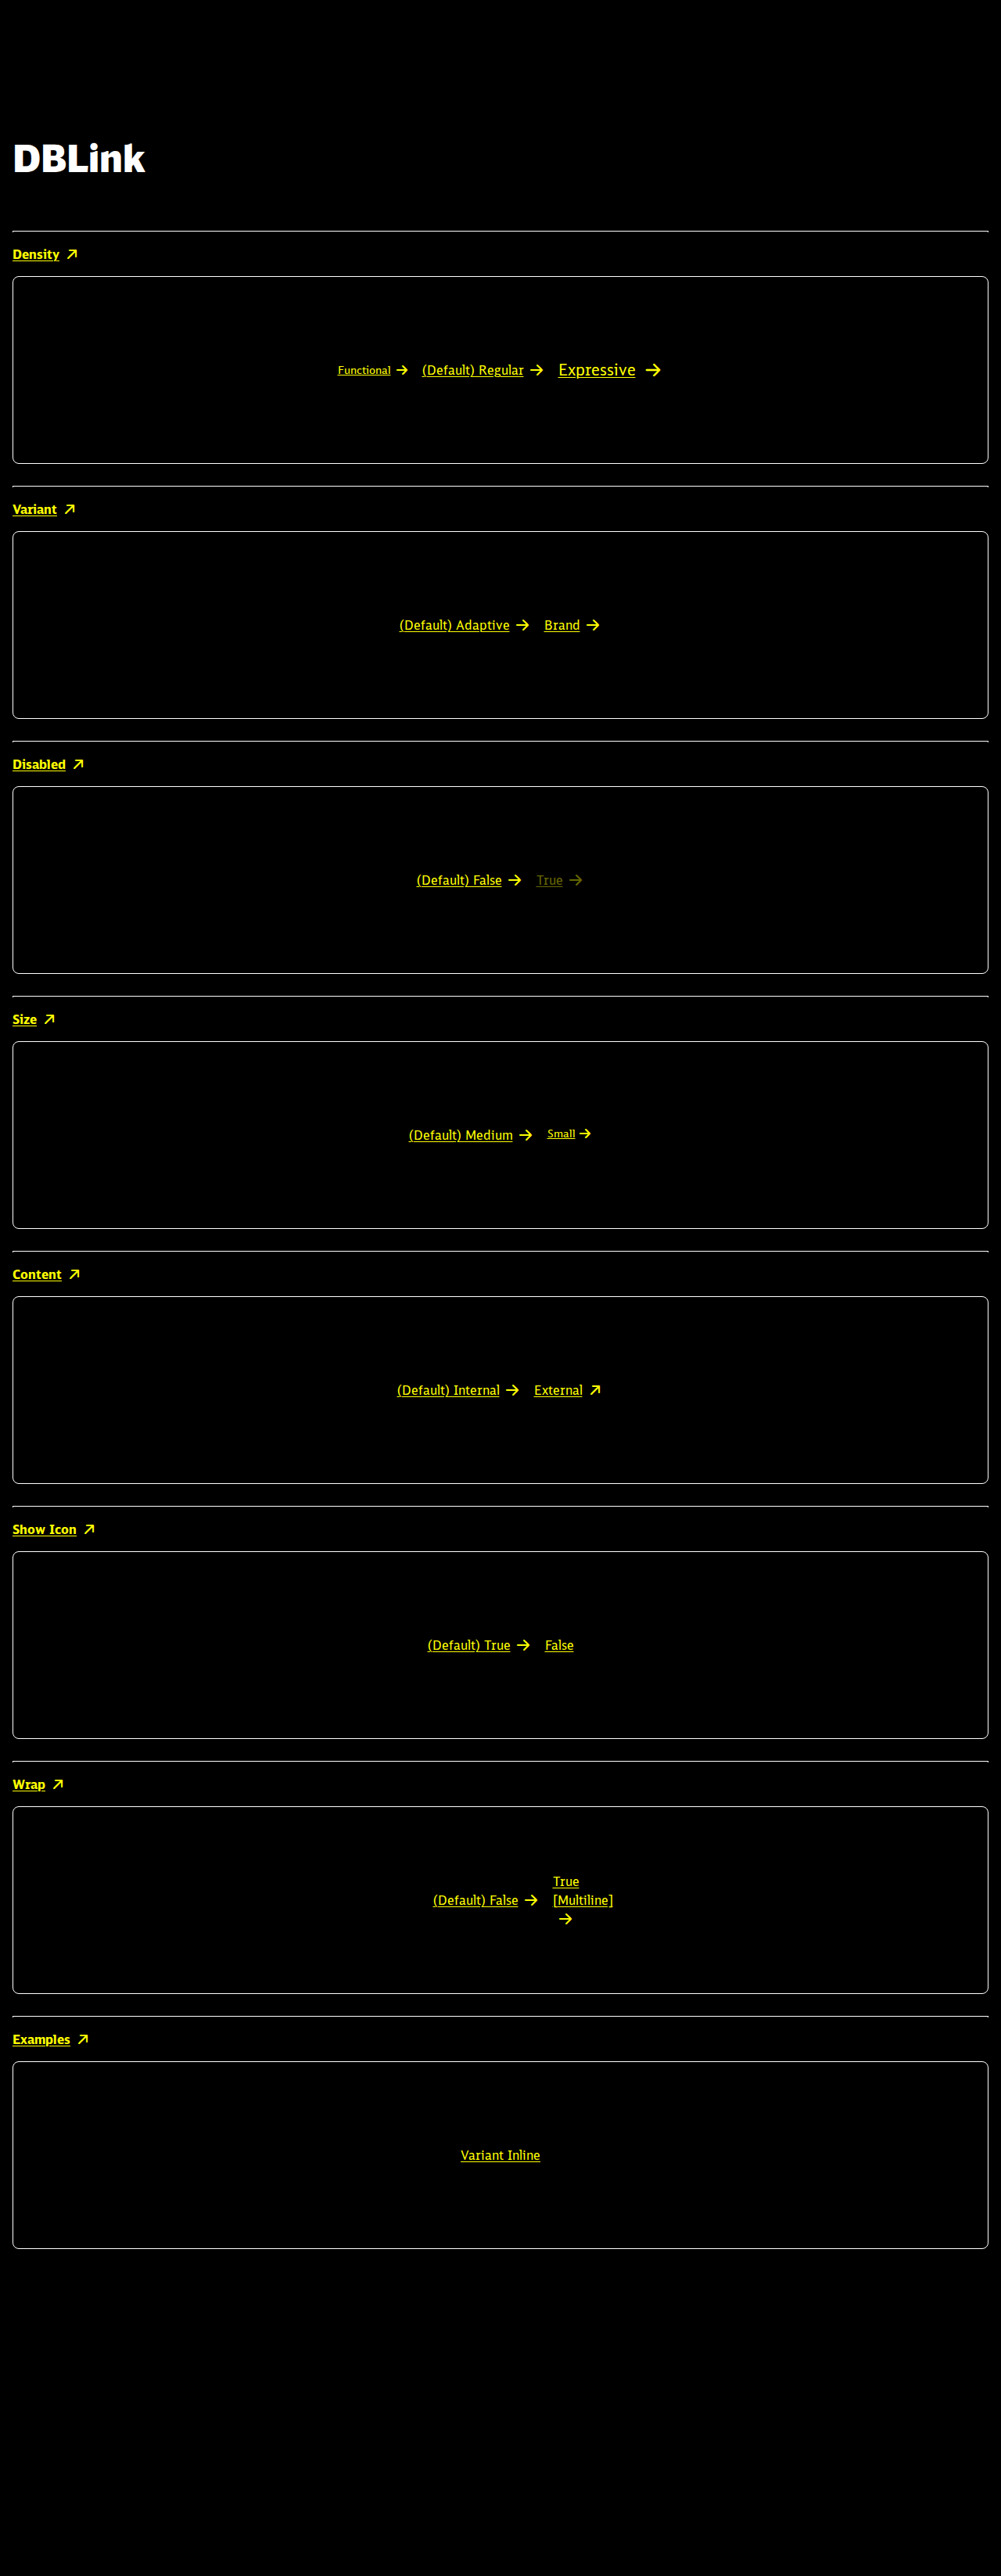 DBLink
Density
Functional (Default) Regular Expressive
Variant
(Default) Adaptive Brand
Disabled
(Default) False True
Size
(Default) Medium Small
Content
(Default) Internal External
Show Icon
(Default) True False
Wrap
True
(Default) False [Multiline]
Examples
Variant Inline